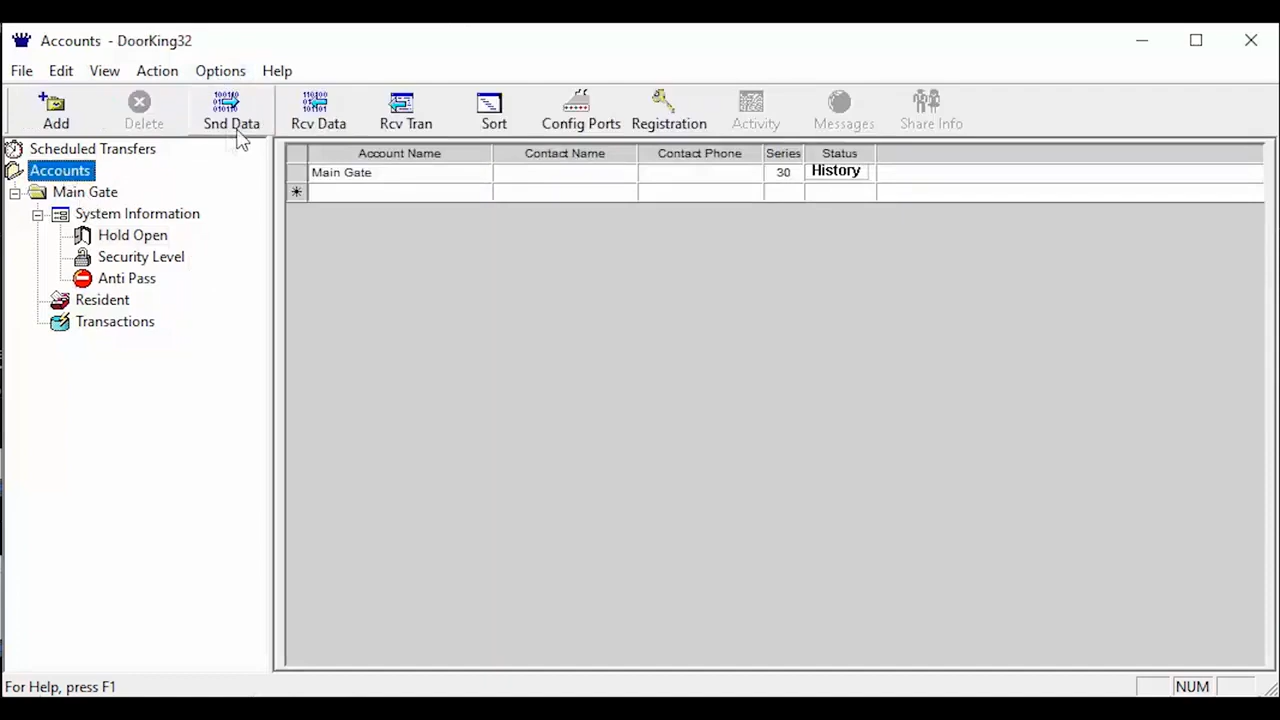 Accounts - DoorKing32
File Edit View Action Options Help
Add Delete Snd Data Rcv Data Rcv Tran Sort Config Ports Registration Activity Messages Share Info
Scheduled Transfers
Accounts
Main Gate
System Information
Hold Open
Security Level
Anti Pass
Resident
Transactions
Account Name Contact Name Contact Phone Series Status
Main Gate 30 History
For Help, press F1 NUM